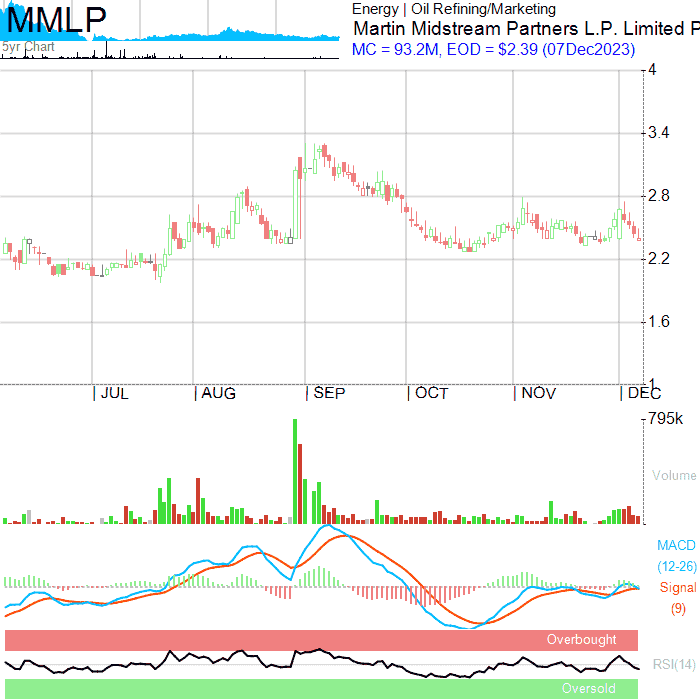 MMLP
5yr Chart
Energy | Oil Refining/Marketing
Martin Midstream Partners L.P. Limited P
MC = 93.2M, EOD = $2.39 (07Dec2023)
4
3.4
2.8
2.2
1.6
1
JUL AUG SEP OCT NOV DEC
795k
Volume
MACD
(12-26)
Signal
(9)
Overbought
RSI(14)
Oversold